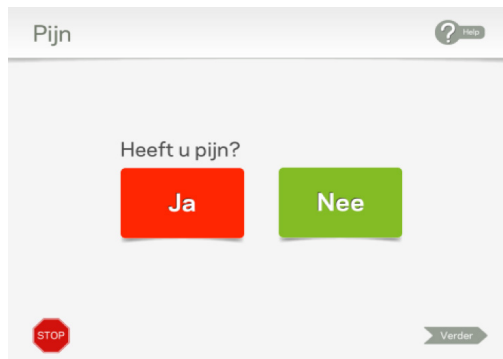 Pijn
? Help
Heeft u pijn?
Ja
Nee
STOP
Verder